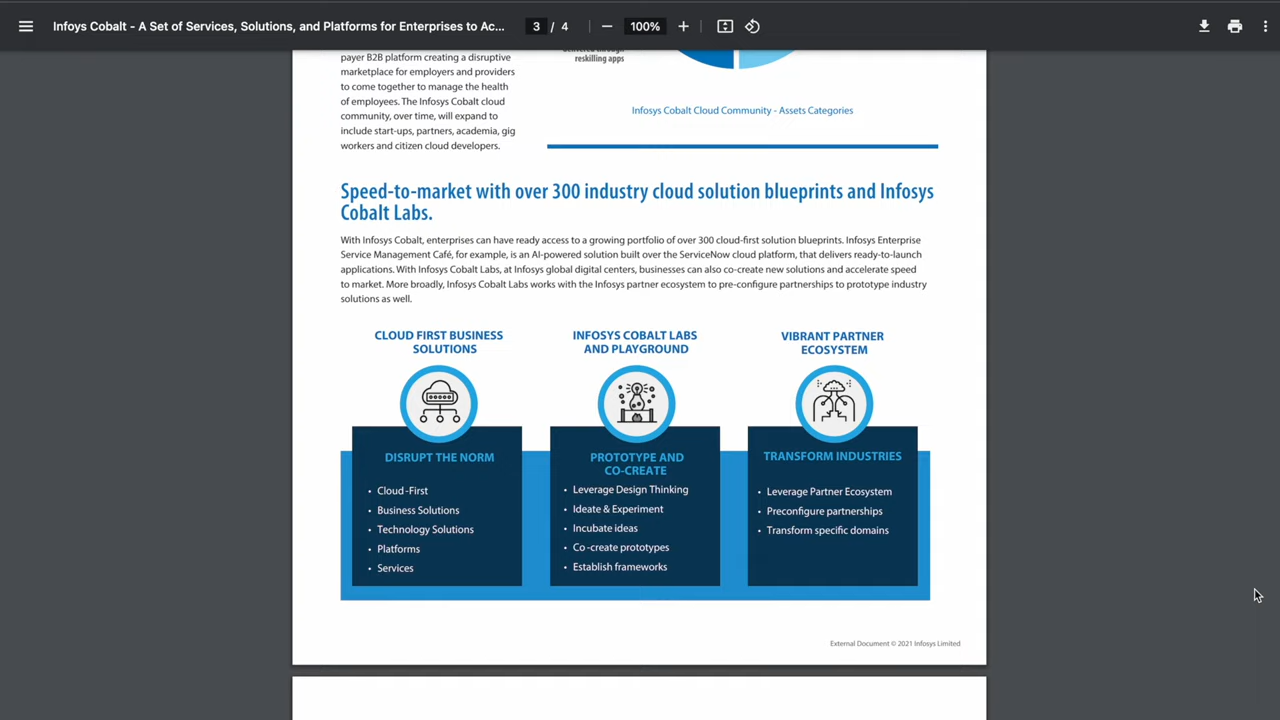 Infosys Cobalt - A Set of Services, Solutions, and Platforms for Enterprises to Ac...
3 / 4
100%
payer B2B platform creating a disruptive
marketplace for employers and providers
to come together to manage the health
of employees. The Infosys Cobalt cloud
community, over time, will expand to
include start-ups, partners, academia, gig
workers and citizen cloud developers.
reskilling apps
Infosys Cobalt Cloud Community - Assets Categories
Speed-to-market with over 300 industry cloud solution blueprints and Infosys
Cobalt Labs.
With Infosys Cobalt, enterprises can have ready access to a growing portfolio of over 300 cloud-first solution blueprints. Infosys Enterprise
Service Management Café, for example, is an AI-powered solution built over the ServiceNow cloud platform, that delivers ready-to-launch
applications. With Infosys Cobalt Labs, at Infosys global digital centers, businesses can also co-create new solutions and accelerate speed
to market. More broadly, Infosys Cobalt Labs works with the Infosys partner ecosystem to pre-configure partnerships to prototype industry
solutions as well.
CLOUD FIRST BUSINESS
SOLUTIONS
DISRUPT THE NORM
• Cloud-First
• Business Solutions
• Technology Solutions
• Platforms
• Services
INFOSYS COBALT LABS
AND PLAYGROUND
PROTOTYPE AND
CO-CREATE
• Leverage Design Thinking
• Ideate & Experiment
• Incubate ideas
• Co-create prototypes
• Establish frameworks
VIBRANT PARTNER
ECOSYSTEM
TRANSFORM INDUSTRIES
• Leverage Partner Ecosystem
• Preconfigure partnerships
• Transform specific domains
External Document © 2021 Infosys Limited